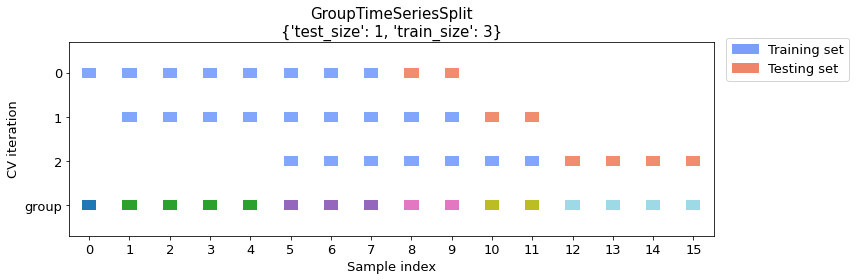 GroupTimeSeriesSplit
{'test_size': 1, 'train_size': 3}
Training set
Testing set
CV iteration
0
1
2
group
0 1 2 3 4 5 6 7 8 9 10 11 12 13 14 15
Sample index